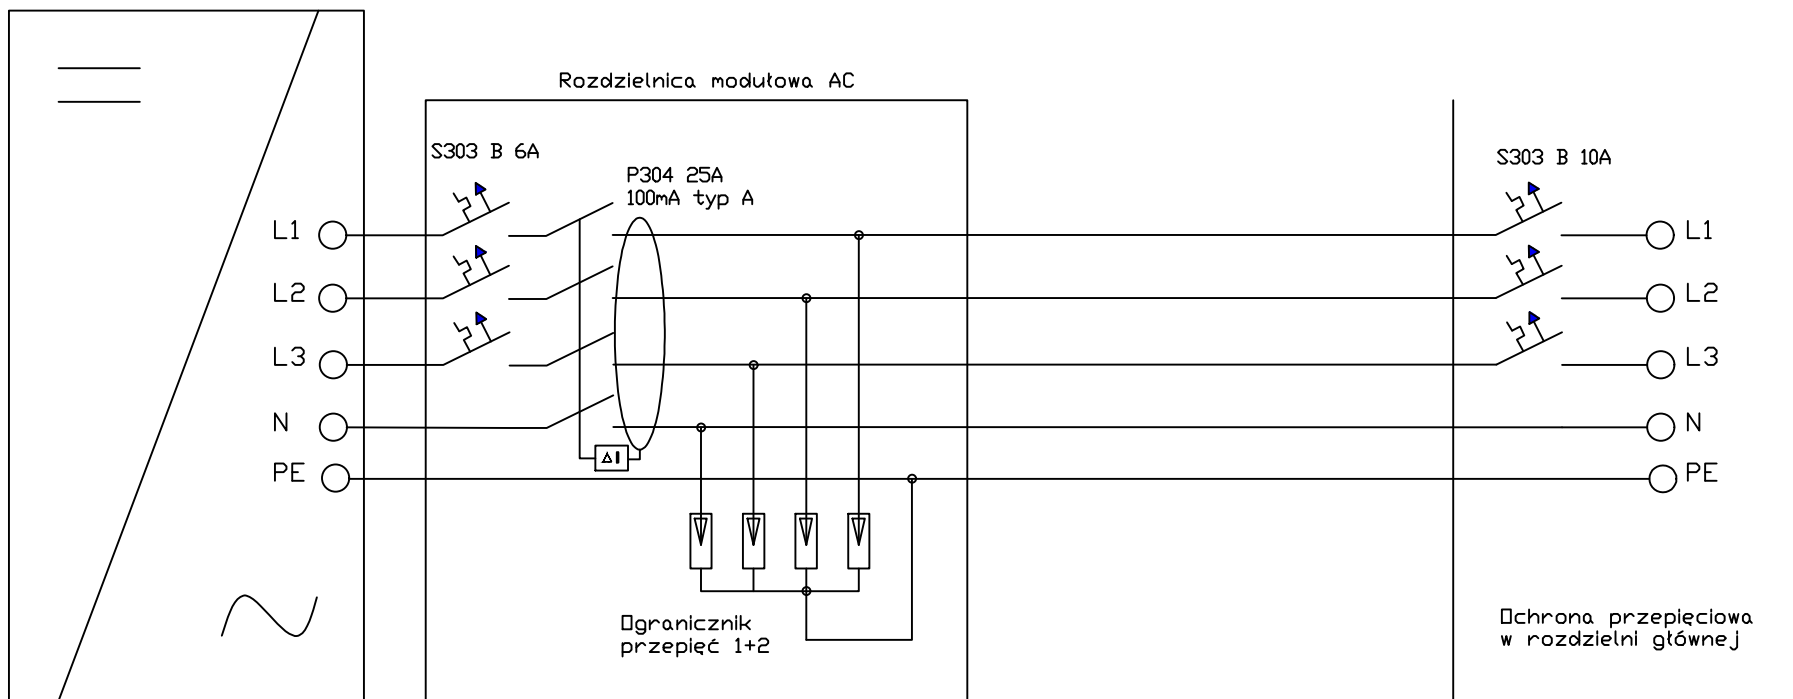 Rozdzielnica modułowa AC
S303 B 6A
P304 25A
100mA typ A
S303 B 10A
L1
L1
L2
L2
L3
L3
N
N
PE
PE
ΔI
Ogranicznik
przepięć 1+2
Ochrona przepięciowa
w rozdzielni głównej